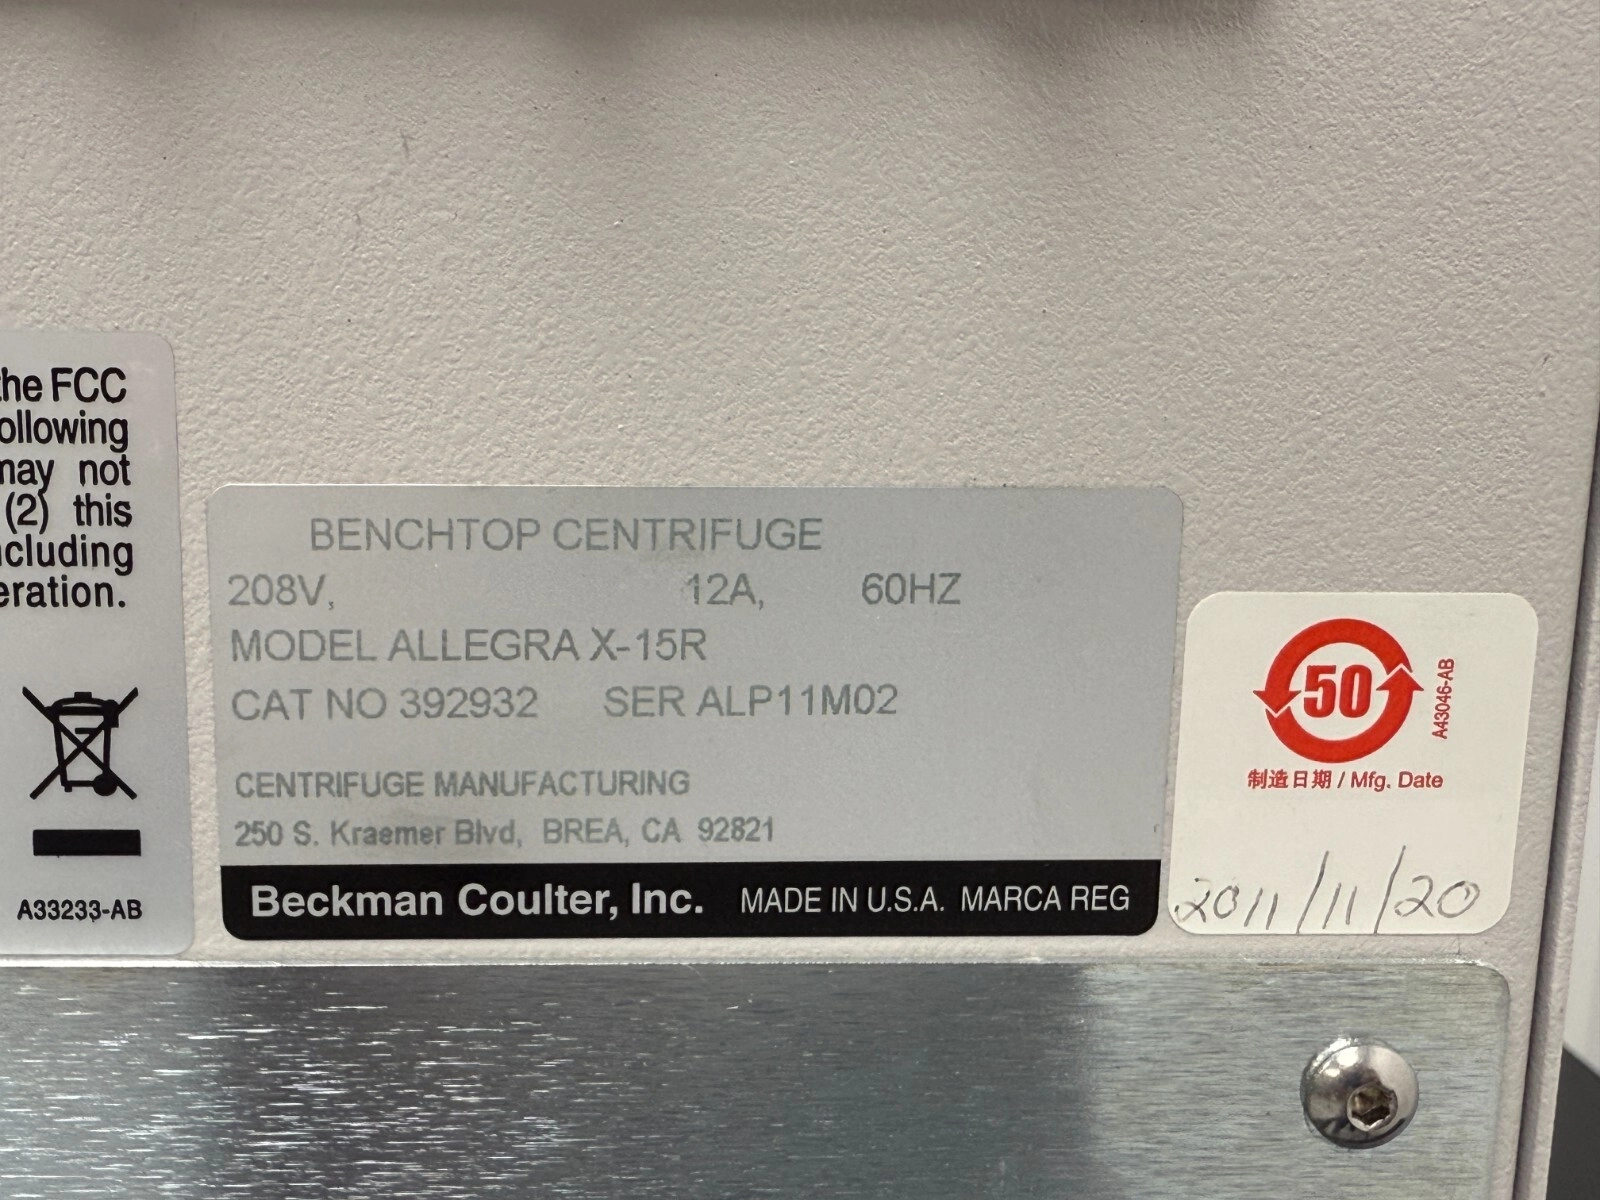 the FCC
ollowing
may not
(2) this
ncluding
eration.
A33233-AB
BENCHTOP CENTRIFUGE
208V, 12A, 60HZ
MODEL ALLEGRA X-15R
CAT NO 392932 SER ALP11M02
CENTRIFUGE MANUFACTURING
250 S. Kraemer Blvd, BREA, CA 92821
Beckman Coulter, Inc. MADE IN U.S.A. MARCA REG
50
A43046-AB
制造日期 / Mfg. Date
2011/11/20